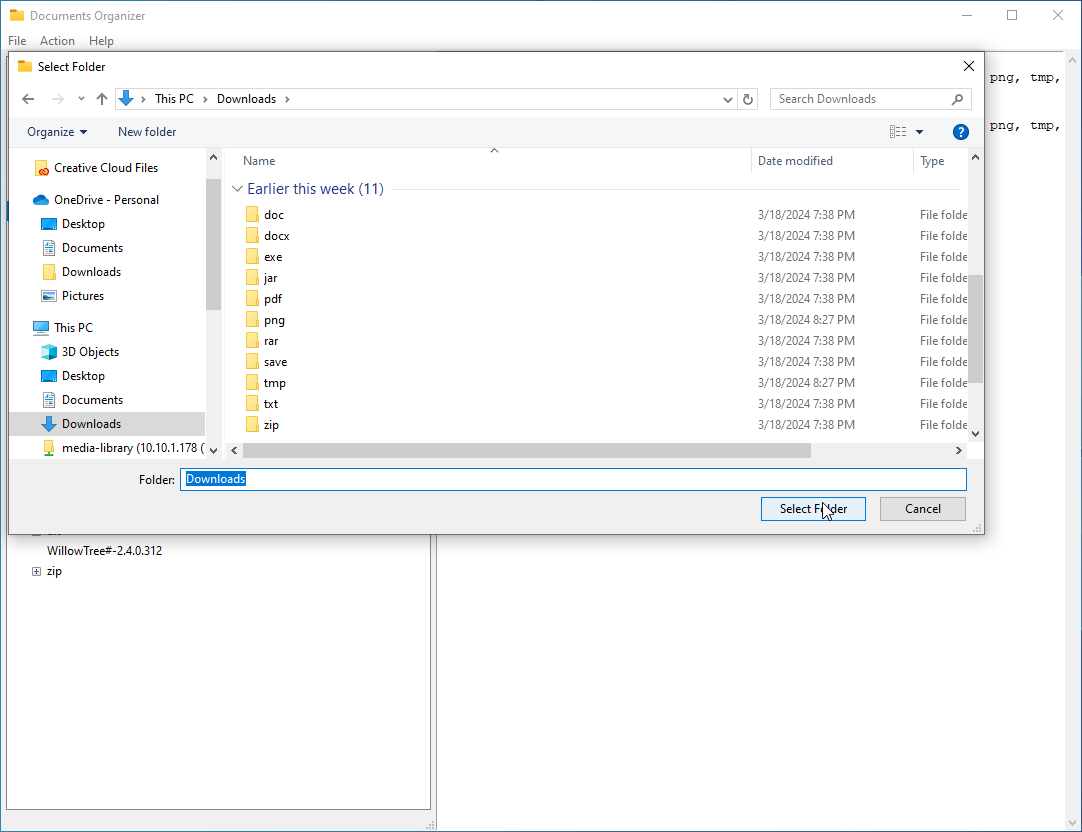 Documents Organizer
File Action Help
Select Folder
png, tmp,
This PC Downloads
Search Downloads
png, tmp,
Organize New folder
Name Date modified Type
Creative Cloud Files
OneDrive - Personal
Desktop
Documents
Downloads
Pictures
This PC
3D Objects
Desktop
Documents
Downloads
media-library (10.10.1.178 (
Earlier this week (11)
doc 3/18/2024 7:38 PM File folde
docx 3/18/2024 7:38 PM File folde
exe 3/18/2024 7:38 PM File folde
jar 3/18/2024 7:38 PM File folde
pdf 3/18/2024 7:38 PM File folde
png 3/18/2024 8:27 PM File folde
rar 3/18/2024 7:38 PM File folde
save 3/18/2024 7:38 PM File folde
tmp 3/18/2024 8:27 PM File folde
txt 3/18/2024 7:38 PM File folde
zip 3/18/2024 7:38 PM File folde
Folder: Downloads
Select Folder Cancel
WillowTree#-2.4.0.312
zip